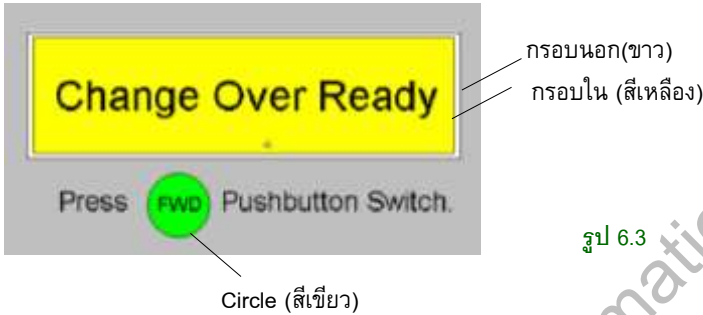 กรอบนอก(ขาว)
Change Over Ready
กรอบใน (สีเหลือง)
Press FWD Pushbutton Switch.
รูป 6.3
Circle (สีเขียว)